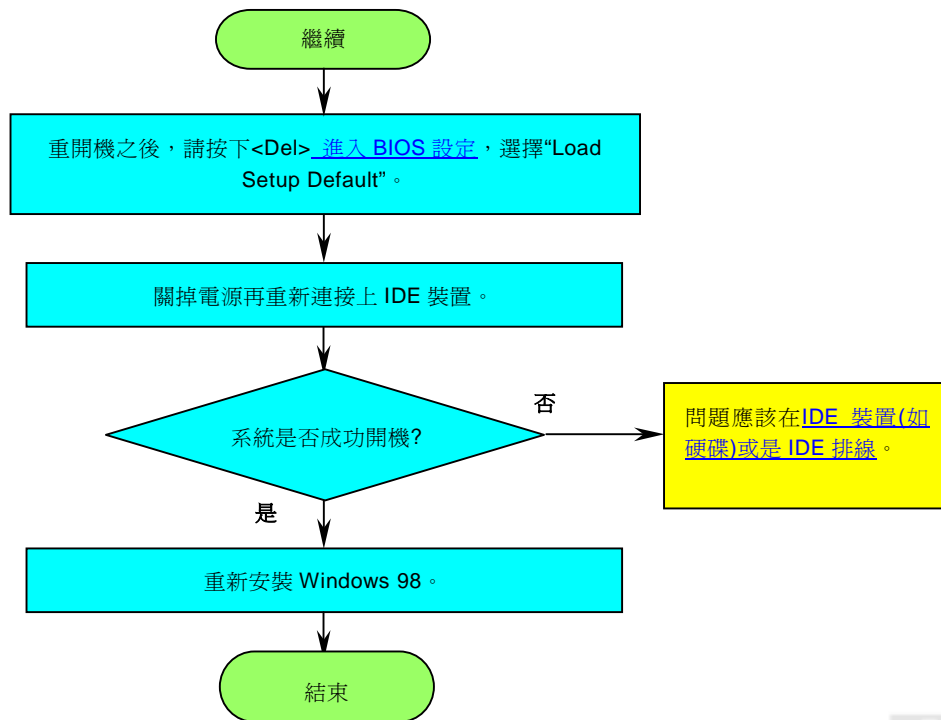 繼續
重開機之後，請按下<Del> 進入 BIOS 設定，選擇“Load
Setup Default”。
關掉電源再重新連接上 IDE 裝置。
系統是否成功開機?
否
問題應該在IDE 裝置(如
硬碟)或是 IDE 排線。
是
重新安裝 Windows 98。
結束